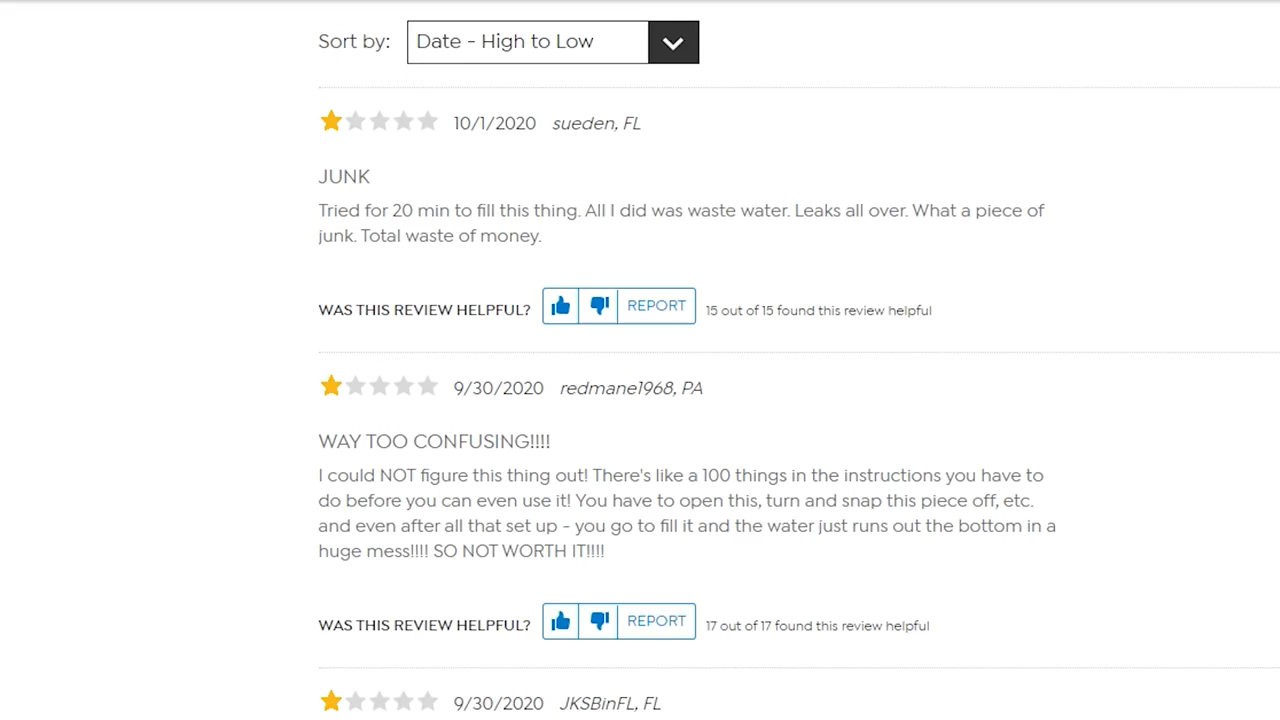 Sort by: Date - High to Low
10/1/2020 sueden, FL
JUNK
Tried for 20 min to fill this thing. All I did was waste water. Leaks all over. What a piece of
junk. Total waste of money.
WAS THIS REVIEW HELPFUL? REPORT 15 out of 15 found this review helpful
9/30/2020 redmane1968, PA
WAY TOO CONFUSING!!!!
I could NOT figure this thing out! There's like a 100 things in the instructions you have to
do before you can even use it! You have to open this, turn and snap this piece off, etc.
and even after all that set up - you go to fill it and the water just runs out the bottom in a
huge mess!!!! SO NOT WORTH IT!!!!
WAS THIS REVIEW HELPFUL? REPORT 17 out of 17 found this review helpful
9/30/2020 JKSBinFL, FL